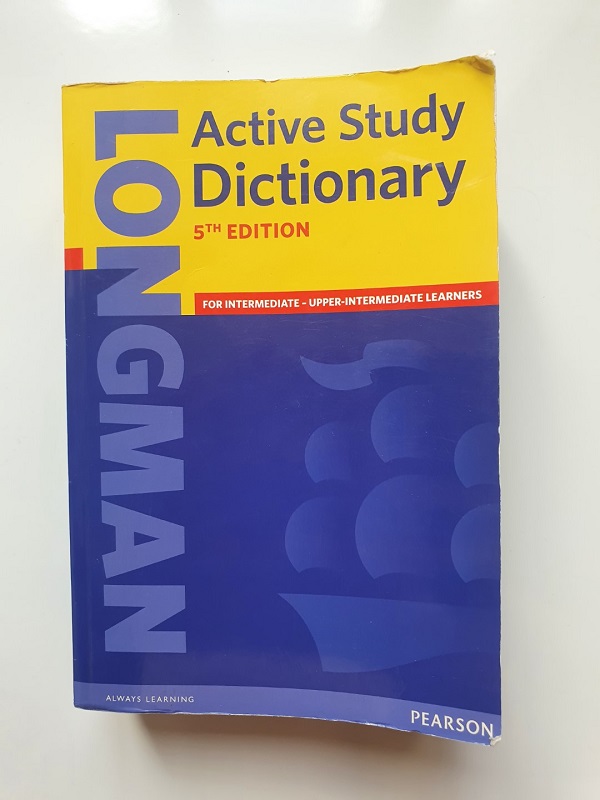 LONGMAN
Active Study
Dictionary
5TH EDITION
FOR INTERMEDIATE – UPPER-INTERMEDIATE LEARNERS
ALWAYS LEARNING
PEARSON